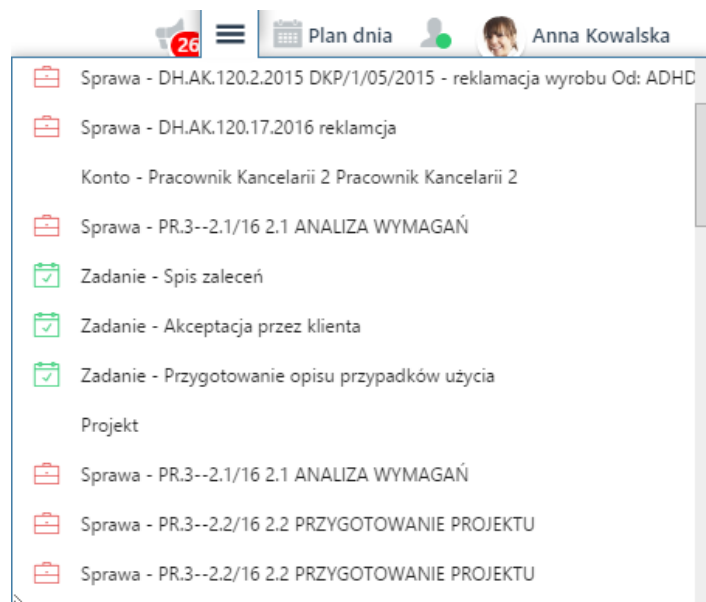 26 Plan dnia Anna Kowalska
Sprawa - DH.AK.120.2.2015 DKP/1/05/2015 - reklamacja wyrobu Od: ADHD
Sprawa - DH.AK.120.17.2016 reklamcja
Konto - Pracownik Kancelarii 2 Pracownik Kancelarii 2
Sprawa - PR.3--2.1/16 2.1 ANALIZA WYMAGAŃ
Zadanie - Spis zaleceń
Zadanie - Akceptacja przez klienta
Zadanie - Przygotowanie opisu przypadków użycia
Projekt
Sprawa - PR.3--2.1/16 2.1 ANALIZA WYMAGAŃ
Sprawa - PR.3--2.2/16 2.2 PRZYGOTOWANIE PROJEKTU
Sprawa - PR.3--2.2/16 2.2 PRZYGOTOWANIE PROJEKTU